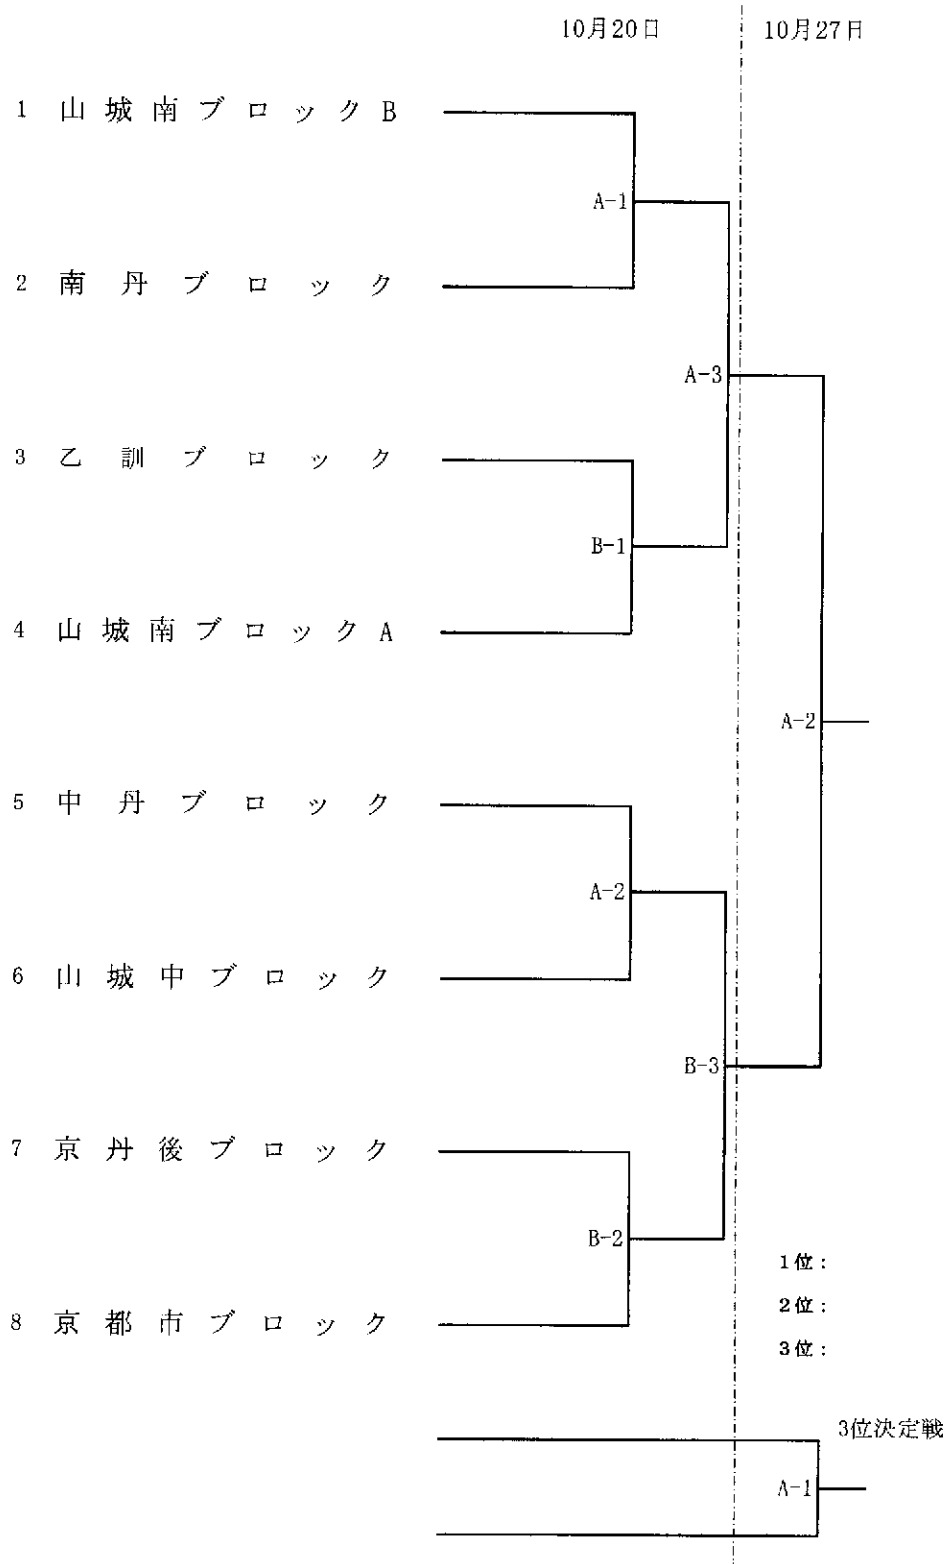 10月20日 10月27日
1 山城南ブロックB
A-1
2 南丹ブロック
A-3
3 乙訓ブロック
B-1
4 山城南ブロックA
A-2
5 中丹ブロック
A-2
6 山城中ブロック
B-3
7 京丹後ブロック
B-2
1位：
8 京都市ブロック
2位：
3位：
3位決定戦
A-1